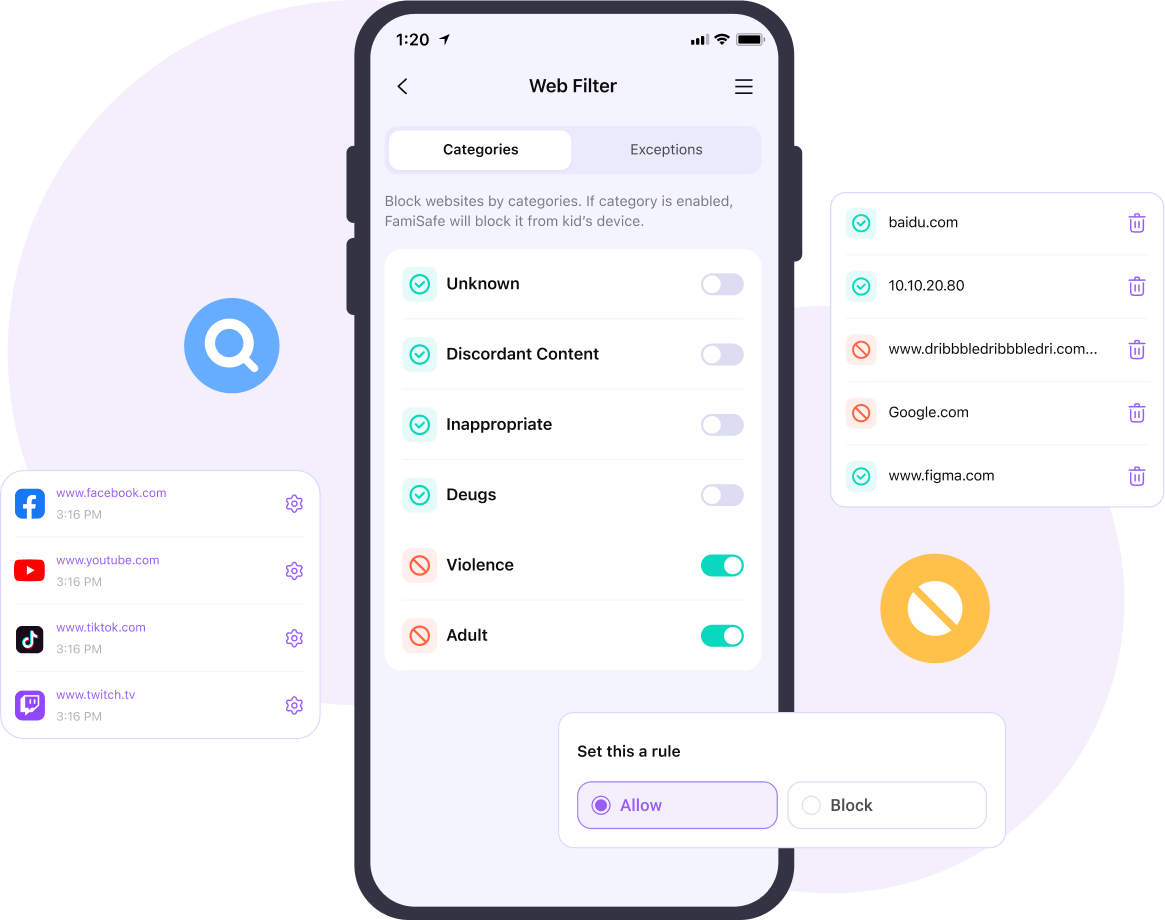 1:20
Web Filter
Categories
Exceptions
Block websites by categories. If category is enabled,
FamiSafe will block it from kid's device.
Unknown
Discordant Content
Inappropriate
Deugs
Violence
Adult
www.facebook.com
3:16 PM
www.youtube.com
3:16 PM
www.tiktok.com
3:16 PM
www.twitch.tv
3:16 PM
baidu.com
10.10.20.80
www.dribbbledribbbledri.com...
Google.com
www.figma.com
Set this a rule
Allow
Block